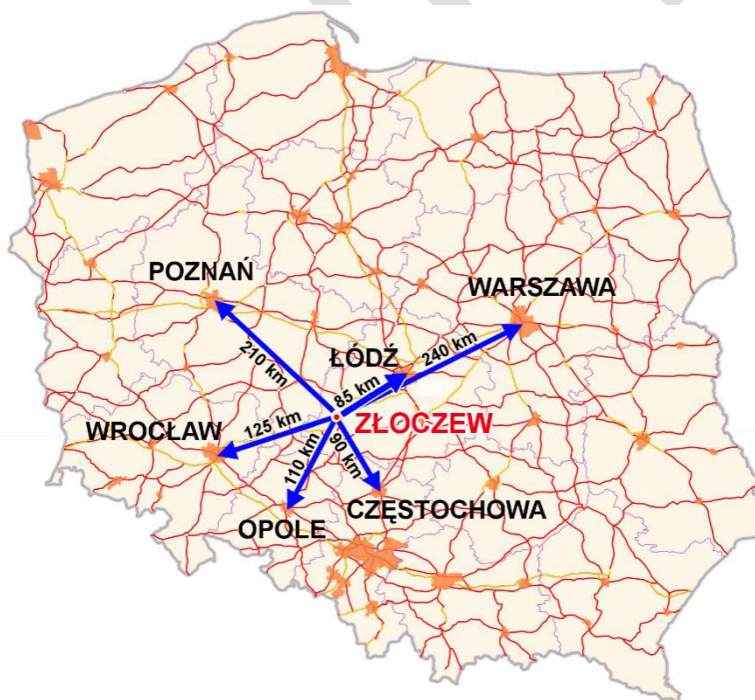 POZNAŃ
WARSZAWA
210 km
ŁÓDŹ
240 km
85 km
125 km
ZŁOCZEW
WROCŁAW
110 km
90 km
CZĘSTOCHOWA
OPOLE